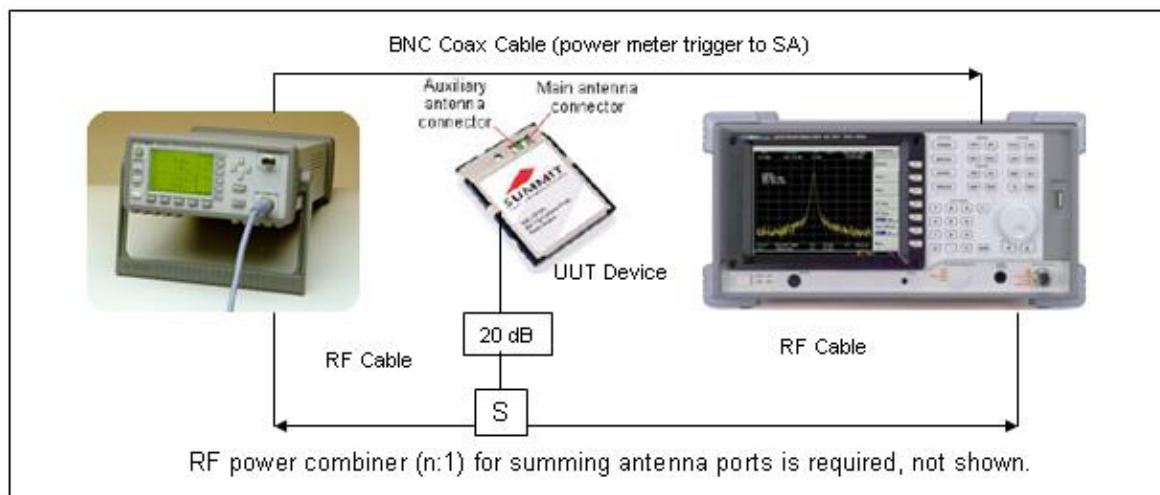 BNC Coax Cable (power meter trigger to SA)
Auxiliary
antenna
connector
Main antenna
connector
SUMMIT
UUT Device
20 dB
RF Cable
RF Cable
S
RF power combiner (n:1) for summing antenna ports is required, not shown.